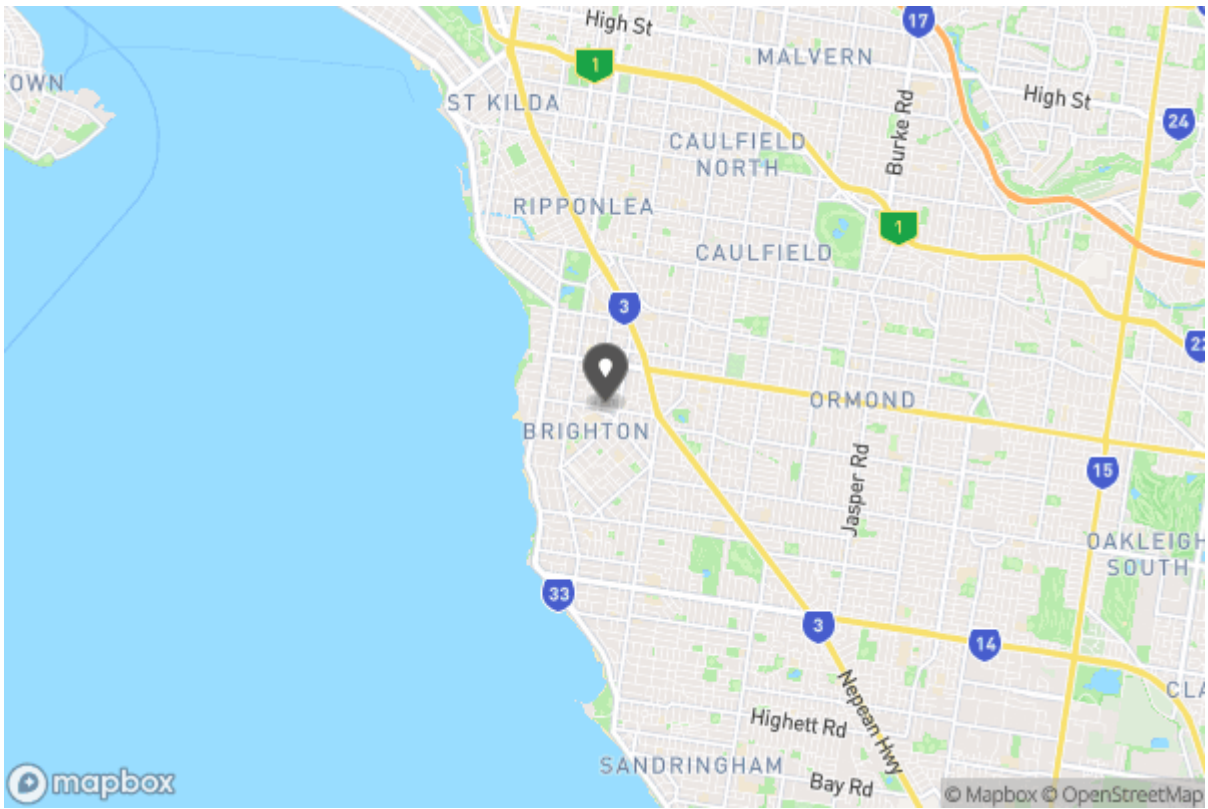 High St
17
MALVERN
1
OWN
ST KILDA
High St
24
Burke Rd
CAULFIELD
NORTH
RIPPONLEA
1
CAULFIELD
3
22
ORMOND
BRIGHTON
15
Jasper Rd
OAKLEIGH
SOUTH
33
3
14
CLA
Nepean Hwy
Highett Rd
SANDRINGHAM
Bay Rd
mapbox
© Mapbox © OpenStreetMap